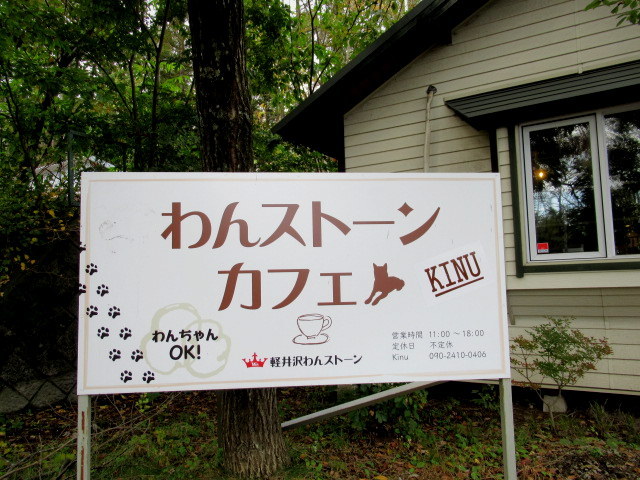 わんストーン
カフェ
KINU
わんちゃん
OK!
軽井沢わんストーン
営業時間 11:00～18:00
定休日 不定休
Kinu 090-2410-0406